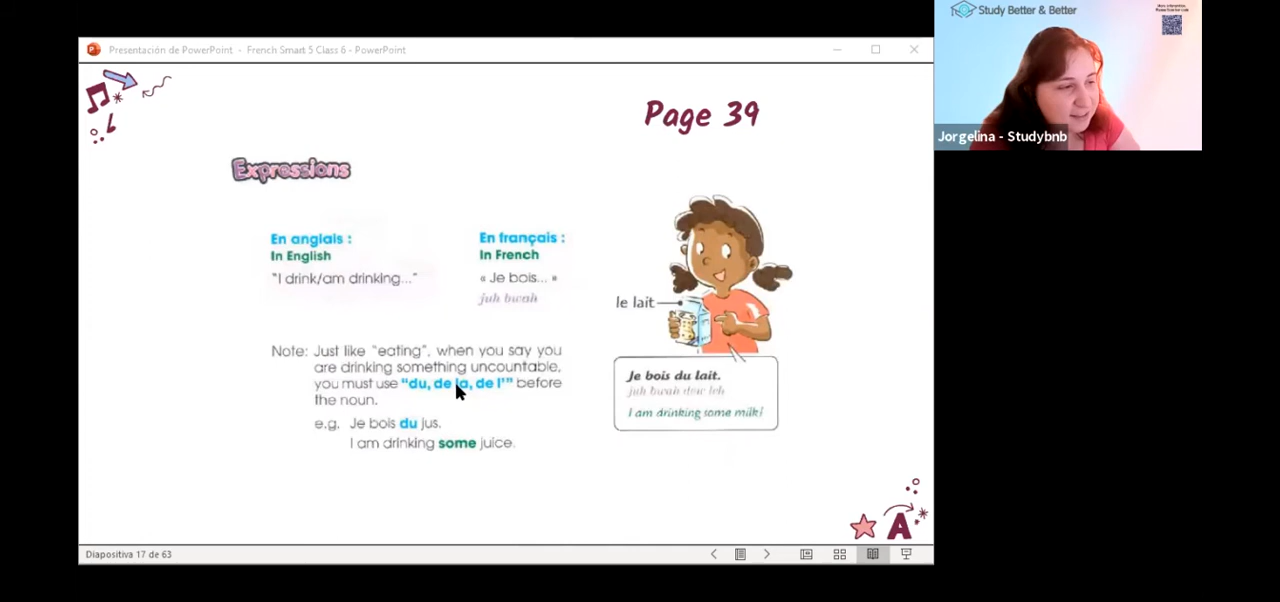 Study Better & Better
Presentación de PowerPoint - French Smart 5 Class 6 - PowerPoint
Page 39
Jorgelina - Studybnb
Expressions
En anglais :
In English
"I drink/am drinking..."
En français :
In French
« Je bois... »
juh bwah
le lait
Note: Just like "eating", when you say you
are drinking something uncountable,
you must use "du, de la, de l'" before
the noun.
e.g. Je bois du jus.
I am drinking some juice.
Je bois du lait.
juh bwah dew leh
I am drinking some milk!
A
Diapositiva 17 de 63